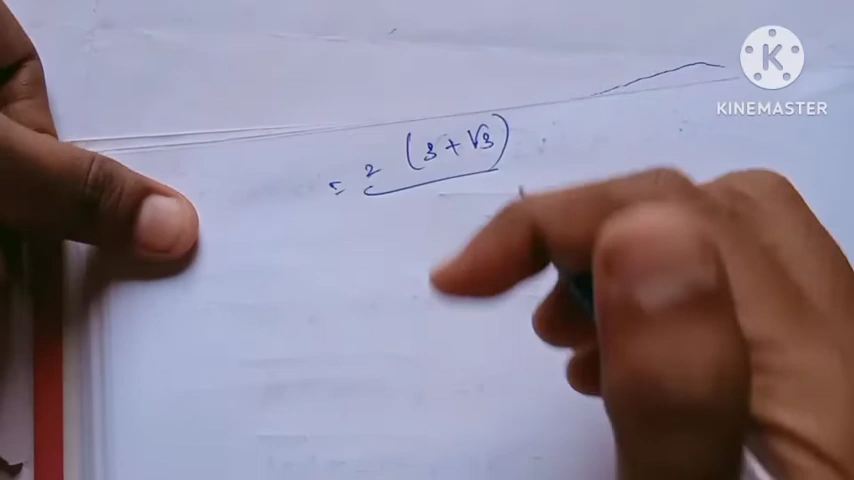 KINEMASTER
= 2 (3 + √3)